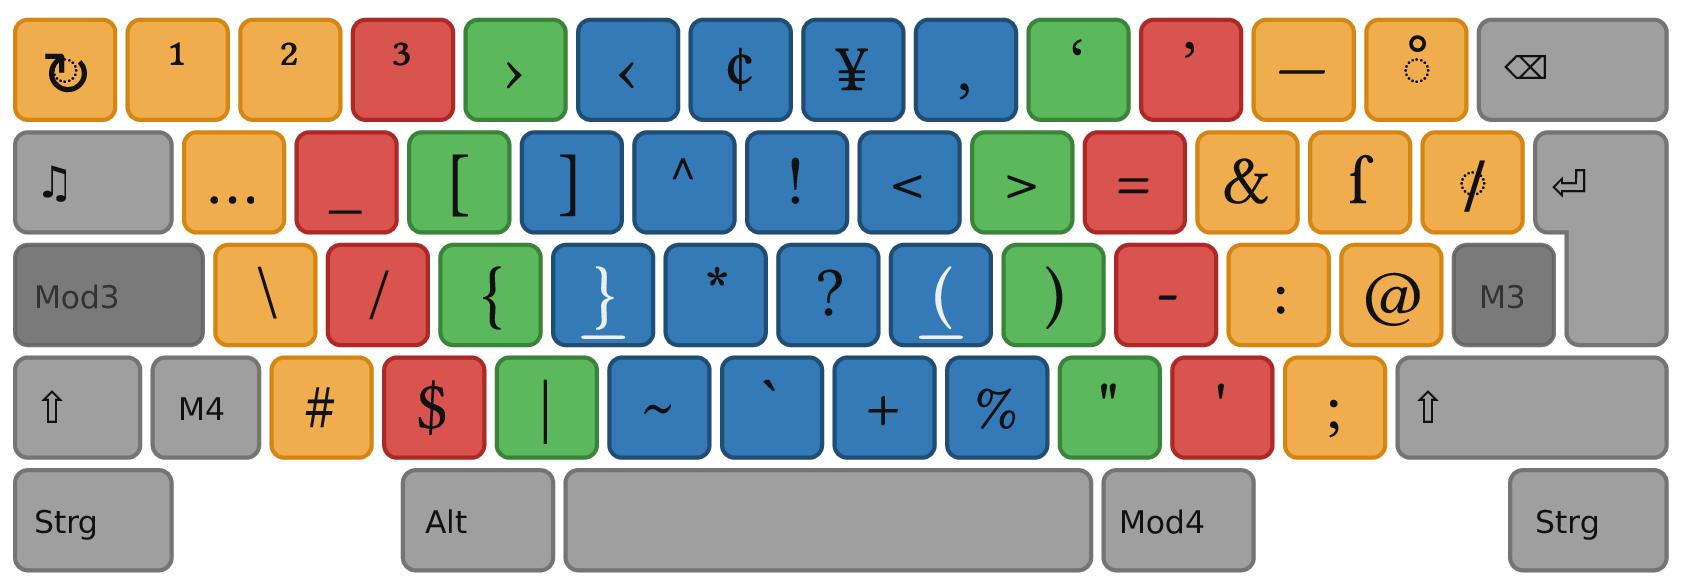 ↻ ¹ ² ³ › ‹ ¢ ¥ ‚ ‘ ’ — ̊ ⌫
♫ … _ [ ] ^ ! < > = & ſ ̸ ⏎
Mod3 \ / { } * ? ( ) - : @ M3
⇧ M4 # $ | ~ ` + % " ' ; ⇧
Strg Alt Mod4 Strg